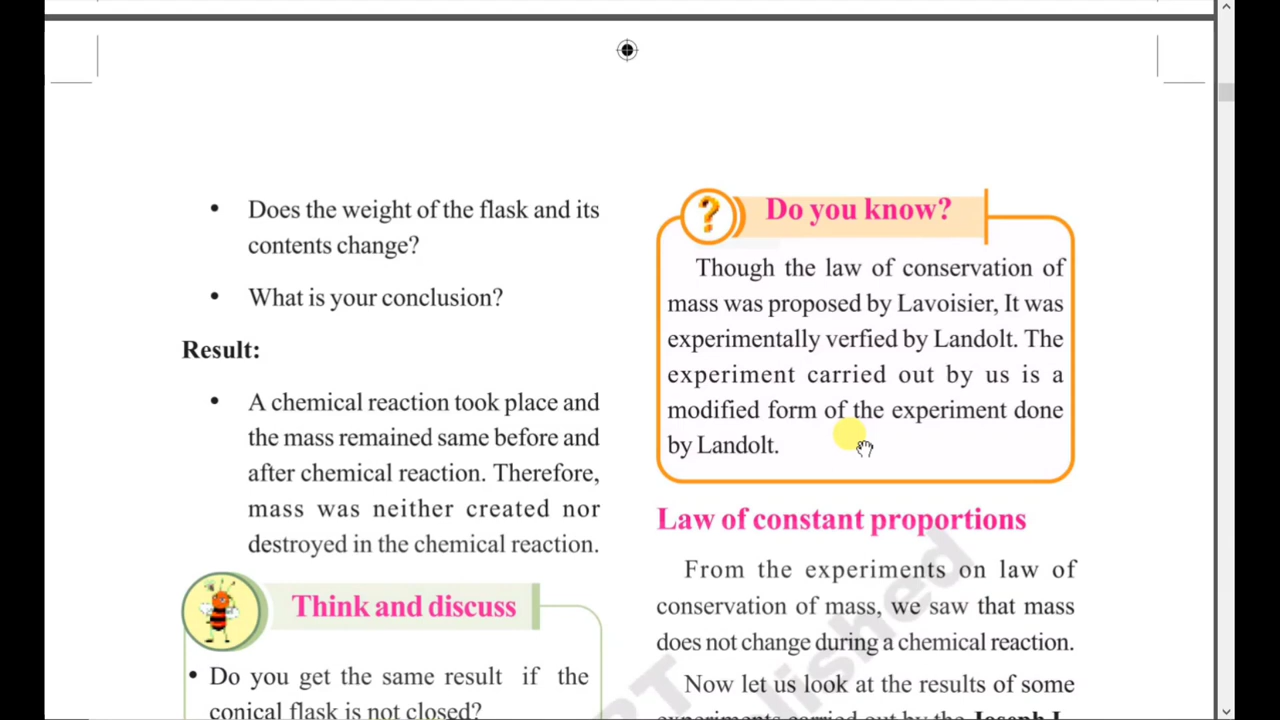 • Does the weight of the flask and its
contents change?
• What is your conclusion?
Result:
• A chemical reaction took place and
the mass remained same before and
after chemical reaction. Therefore,
mass was neither created nor
destroyed in the chemical reaction.
Think and discuss
• Do you get the same result if the
conical flask is not closed?
? Do you know?
Though the law of conservation of
mass was proposed by Lavoisier, It was
experimentally verfied by Landolt. The
experiment carried out by us is a
modified form of the experiment done
by Landolt.
Law of constant proportions
From the experiments on law of
conservation of mass, we saw that mass
does not change during a chemical reaction.
Now let us look at the results of some
experiments carried out by the Joseph L.